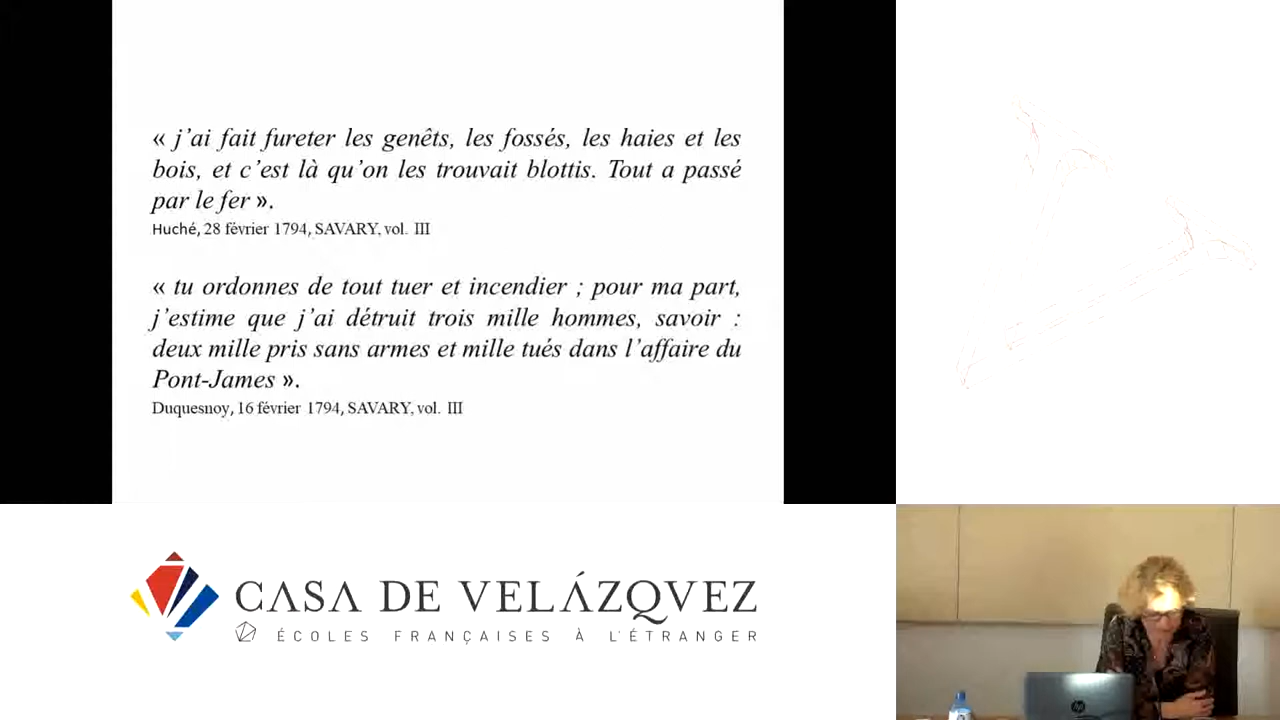 « j’ai fait fureter les genêts, les fossés, les haies et les
bois, et c’est là qu’on les trouvait blottis. Tout a passé
par le fer ».
Huché, 28 février 1794, SAVARY, vol. III
« tu ordonnes de tout tuer et incendier ; pour ma part,
j’estime que j’ai détruit trois mille hommes, savoir :
deux mille pris sans armes et mille tués dans l’affaire du
Pont-James ».
Duquesnoy, 16 février 1794, SAVARY, vol. III
CASA DE VELÁZQVEZ
ÉCOLES FRANÇAISES À L'ÉTRANGER
hp